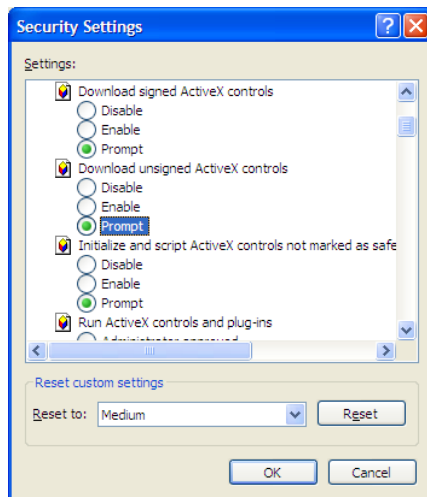 Security Settings
Settings:
Download signed ActiveX controls
Disable
Enable
Prompt
Download unsigned ActiveX controls
Disable
Enable
Prompt
Initialize and script ActiveX controls not marked as safe
Disable
Enable
Prompt
Run ActiveX controls and plug-ins
Administrator approved
Reset custom settings
Reset to: Medium Reset
OK Cancel